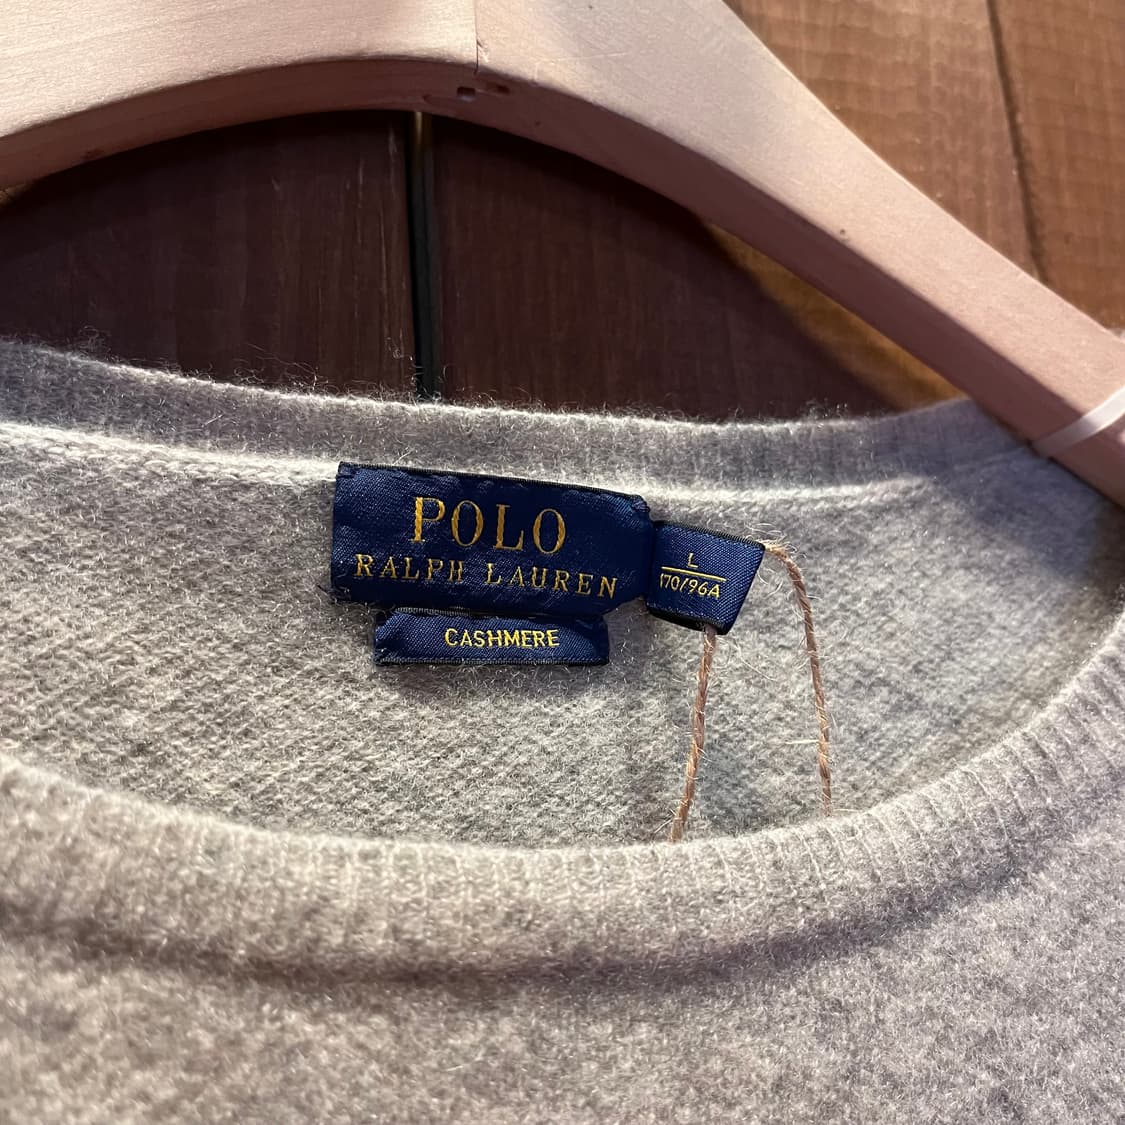 POLO
RALPH LAUREN
CASHMERE
L
170/96A